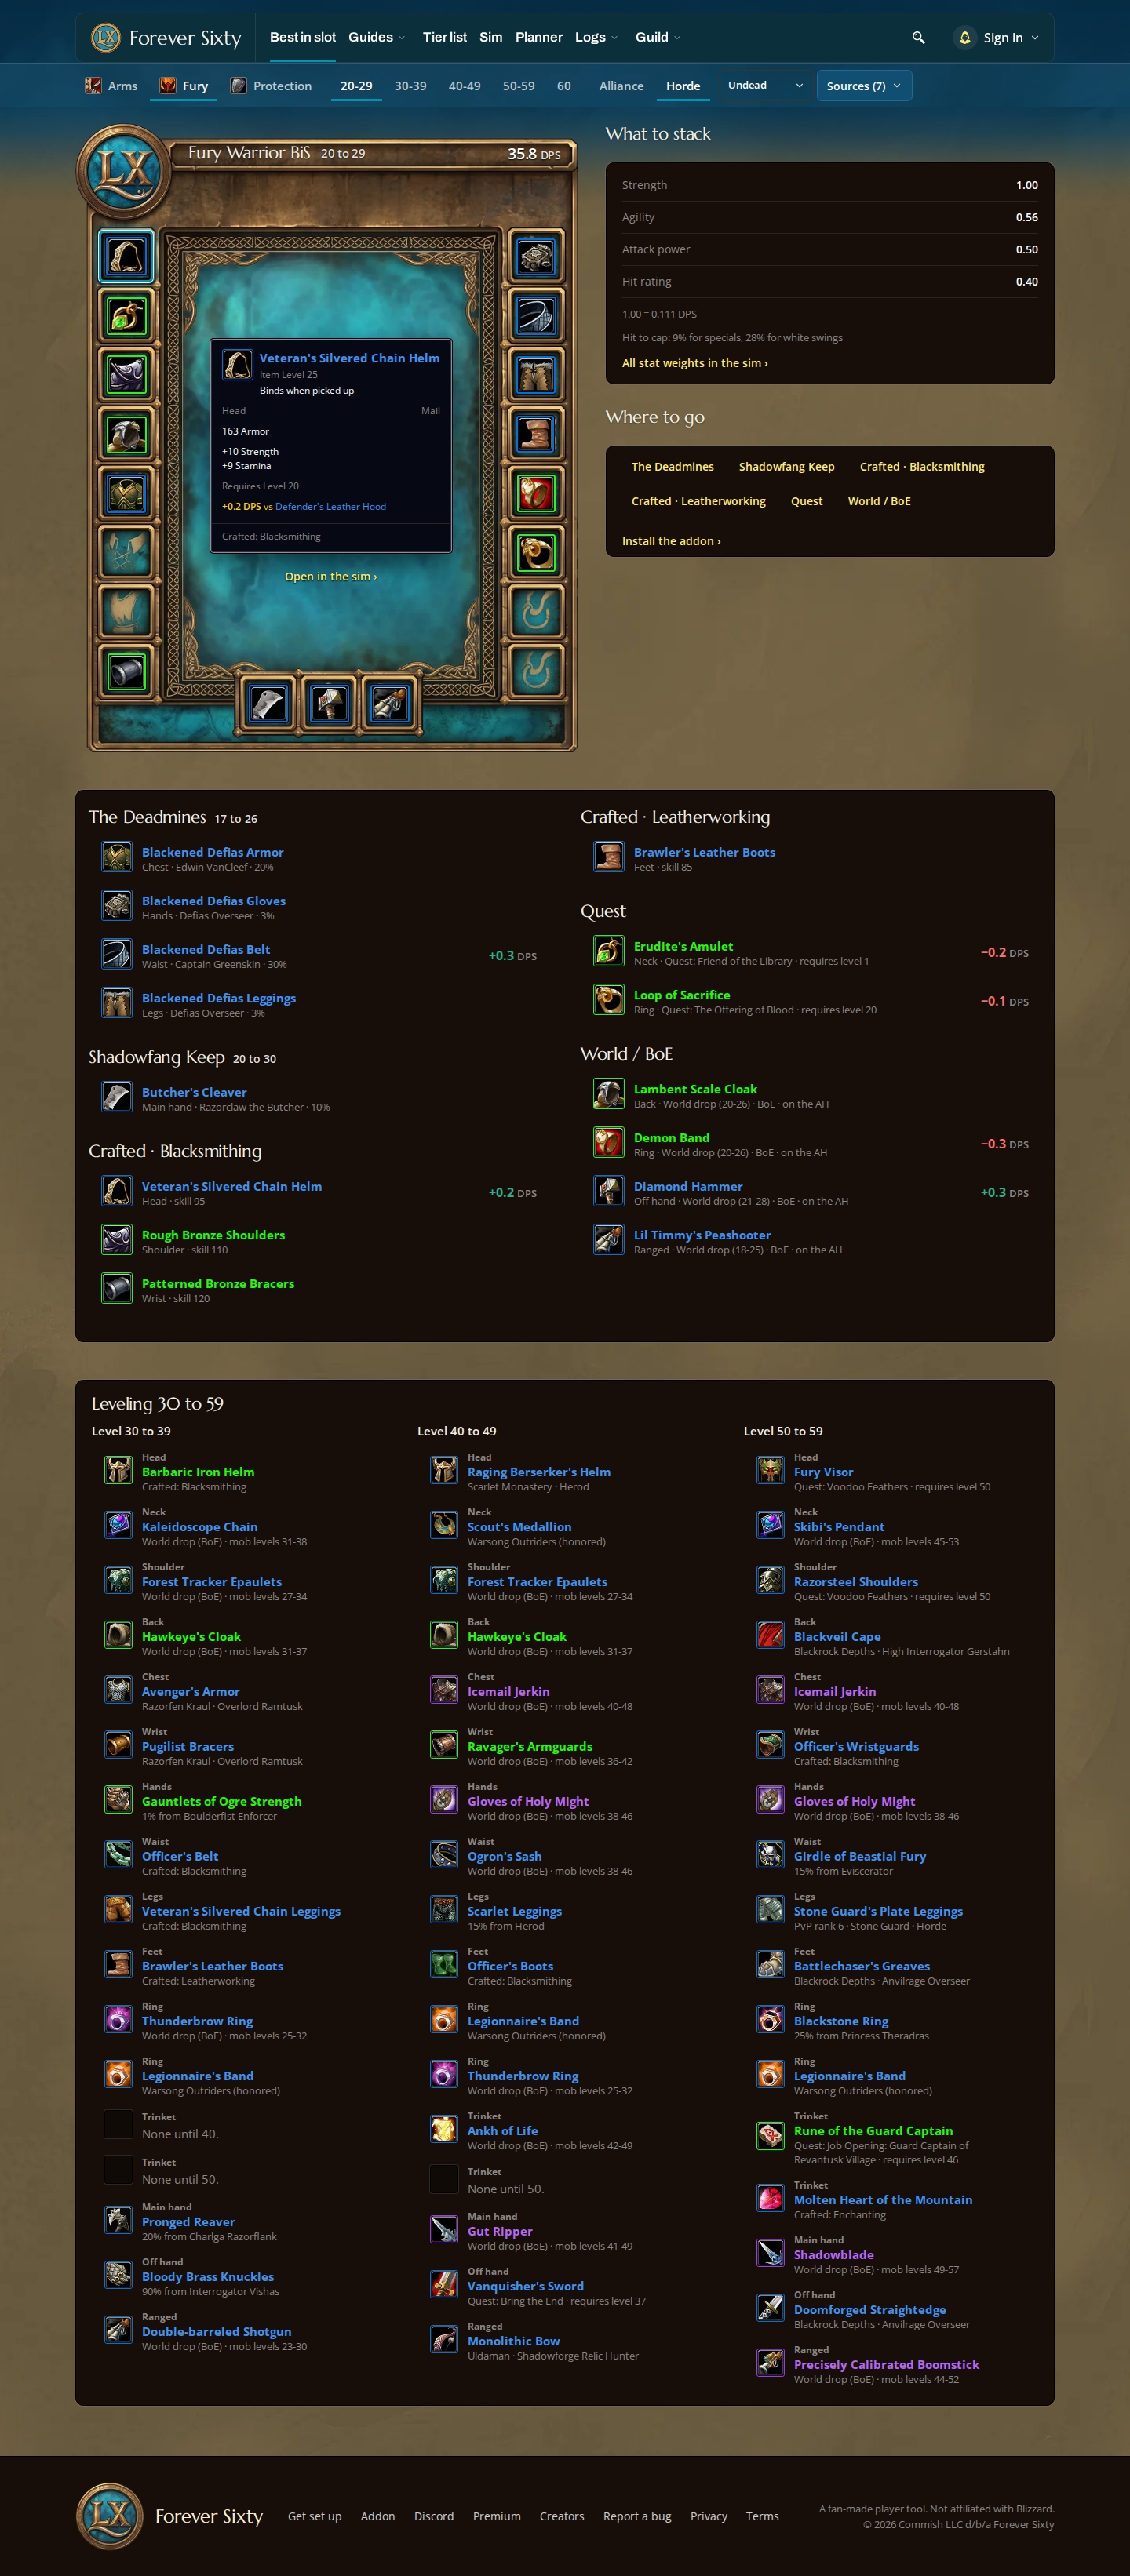 LX Forever Sixty
Best in slot Guides Tier list Sim Planner Logs Guild Sign in
Arms Fury Protection 20-29 30-39 40-49 50-59 60 Alliance Horde Undead Sources (7)
LX
Fury Warrior BiS 20 to 29 35.8 DPS
Veteran's Silvered Chain Helm
Item Level 25
Binds when picked up
Head Mail
163 Armor
+10 Strength
+9 Stamina
Requires Level 20
+0.2 DPS vs Defender's Leather Hood
Crafted: Blacksmithing
Open in the sim ›
What to stack
Strength 1.00
Agility 0.56
Attack power 0.50
Hit rating 0.40
1.00 = 0.111 DPS
Hit to cap: 9% for specials, 28% for white swings
All stat weights in the sim ›
Where to go
The Deadmines Shadowfang Keep Crafted · Blacksmithing
Crafted · Leatherworking Quest World / BoE
Install the addon ›
The Deadmines 17 to 26
Blackened Defias Armor
Chest · Edwin VanCleef · 20%
Blackened Defias Gloves
Hands · Defias Overseer · 3%
Blackened Defias Belt
Waist · Captain Greenskin · 30%
+0.3 DPS
Blackened Defias Leggings
Legs · Defias Overseer · 3%
Shadowfang Keep 20 to 30
Butcher's Cleaver
Main hand · Razorclaw the Butcher · 10%
Crafted · Blacksmithing
Veteran's Silvered Chain Helm
Head · skill 95
+0.2 DPS
Rough Bronze Shoulders
Shoulder · skill 110
Patterned Bronze Bracers
Wrist · skill 120
Crafted · Leatherworking
Brawler's Leather Boots
Feet · skill 85
Quest
Erudite's Amulet
Neck · Quest: Friend of the Library · requires level 1
−0.2 DPS
Loop of Sacrifice
Ring · Quest: The Offering of Blood · requires level 20
−0.1 DPS
World / BoE
Lambent Scale Cloak
Back · World drop (20-26) · BoE · on the AH
Demon Band
Ring · World drop (20-26) · BoE · on the AH
−0.3 DPS
Diamond Hammer
Off hand · World drop (21-28) · BoE · on the AH
+0.3 DPS
Lil Timmy's Peashooter
Ranged · World drop (18-25) · BoE · on the AH
Leveling 30 to 59
Level 30 to 39
Head
Barbaric Iron Helm
Crafted: Blacksmithing
Neck
Kaleidoscope Chain
World drop (BoE) · mob levels 31-38
Shoulder
Forest Tracker Epaulets
World drop (BoE) · mob levels 27-34
Back
Hawkeye's Cloak
World drop (BoE) · mob levels 31-37
Chest
Avenger's Armor
Razorfen Kraul · Overlord Ramtusk
Wrist
Pugilist Bracers
Razorfen Kraul · Overlord Ramtusk
Hands
Gauntlets of Ogre Strength
1% from Boulderfist Enforcer
Waist
Officer's Belt
Crafted: Blacksmithing
Legs
Veteran's Silvered Chain Leggings
Crafted: Blacksmithing
Feet
Brawler's Leather Boots
Crafted: Leatherworking
Ring
Thunderbrow Ring
World drop (BoE) · mob levels 25-32
Ring
Legionnaire's Band
Warsong Outriders (honored)
Trinket
None until 40.
Trinket
None until 50.
Main hand
Pronged Reaver
20% from Charlga Razorflank
Off hand
Bloody Brass Knuckles
90% from Interrogator Vishas
Ranged
Double-barreled Shotgun
World drop (BoE) · mob levels 23-30
Level 40 to 49
Head
Raging Berserker's Helm
Scarlet Monastery · Herod
Neck
Scout's Medallion
Warsong Outriders (honored)
Shoulder
Forest Tracker Epaulets
World drop (BoE) · mob levels 27-34
Back
Hawkeye's Cloak
World drop (BoE) · mob levels 31-37
Chest
Icemail Jerkin
World drop (BoE) · mob levels 40-48
Wrist
Ravager's Armguards
World drop (BoE) · mob levels 36-42
Hands
Gloves of Holy Might
World drop (BoE) · mob levels 38-46
Waist
Ogron's Sash
World drop (BoE) · mob levels 38-46
Legs
Scarlet Leggings
15% from Herod
Feet
Officer's Boots
Crafted: Blacksmithing
Ring
Legionnaire's Band
Warsong Outriders (honored)
Ring
Thunderbrow Ring
World drop (BoE) · mob levels 25-32
Trinket
Ankh of Life
World drop (BoE) · mob levels 42-49
Trinket
None until 50.
Main hand
Gut Ripper
World drop (BoE) · mob levels 41-49
Off hand
Vanquisher's Sword
Quest: Bring the End · requires level 37
Ranged
Monolithic Bow
Uldaman · Shadowforge Relic Hunter
Level 50 to 59
Head
Fury Visor
Quest: Voodoo Feathers · requires level 50
Neck
Skibi's Pendant
World drop (BoE) · mob levels 45-53
Shoulder
Razorsteel Shoulders
Quest: Voodoo Feathers · requires level 50
Back
Blackveil Cape
Blackrock Depths · High Interrogator Gerstahn
Chest
Icemail Jerkin
World drop (BoE) · mob levels 40-48
Wrist
Officer's Wristguards
Crafted: Blacksmithing
Hands
Gloves of Holy Might
World drop (BoE) · mob levels 38-46
Waist
Girdle of Beastial Fury
15% from Eviscerator
Legs
Stone Guard's Plate Leggings
PvP rank 6 · Stone Guard · Horde
Feet
Battlechaser's Greaves
Blackrock Depths · Anvilrage Overseer
Ring
Blackstone Ring
25% from Princess Theradras
Ring
Legionnaire's Band
Warsong Outriders (honored)
Trinket
Rune of the Guard Captain
Quest: Job Opening: Guard Captain of
Revantusk Village · requires level 46
Trinket
Molten Heart of the Mountain
Crafted: Enchanting
Main hand
Shadowblade
World drop (BoE) · mob levels 49-57
Off hand
Doomforged Straightedge
Blackrock Depths · Anvilrage Overseer
Ranged
Precisely Calibrated Boomstick
World drop (BoE) · mob levels 44-52
LX Forever Sixty
Get set up Addon Discord Premium Creators Report a bug Privacy Terms
A fan-made player tool. Not affiliated with Blizzard.
© 2026 Commish LLC d/b/a Forever Sixty